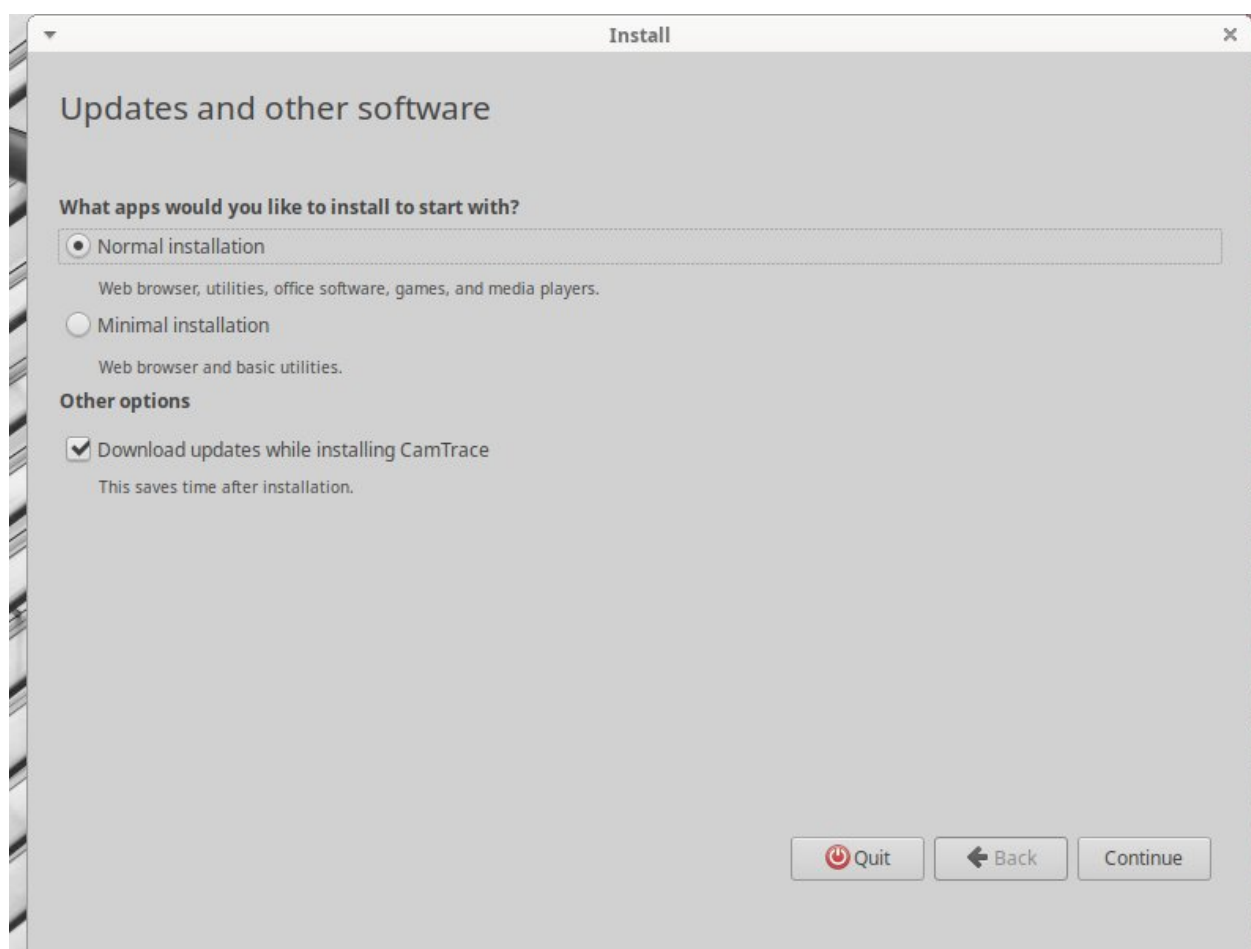 Install
Updates and other software
What apps would you like to install to start with?
Normal installation
Web browser, utilities, office software, games, and media players.
Minimal installation
Web browser and basic utilities.
Other options
Download updates while installing CamTrace
This saves time after installation.
Quit Back Continue